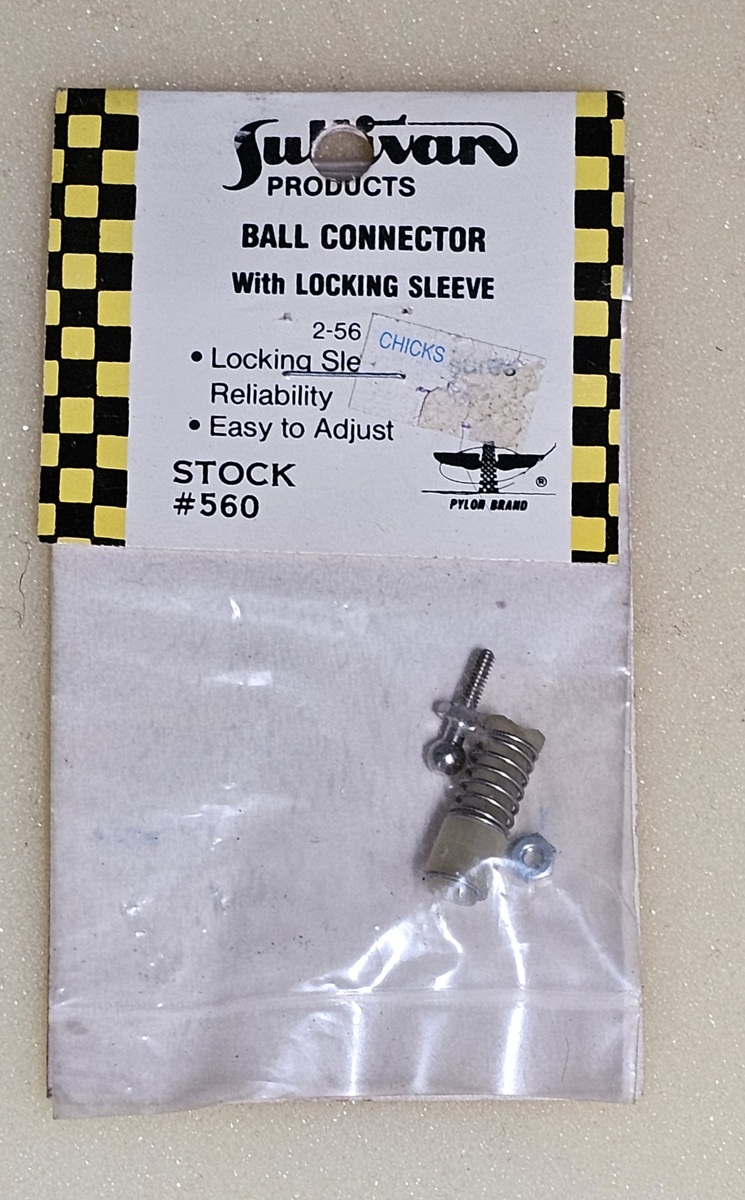 Sullivan
PRODUCTS
BALL CONNECTOR
With LOCKING SLEEVE
2-56
• Locking Sle
CHICKS
Reliability
• Easy to Adjust
STOCK
#560
®
PYLON BRAND